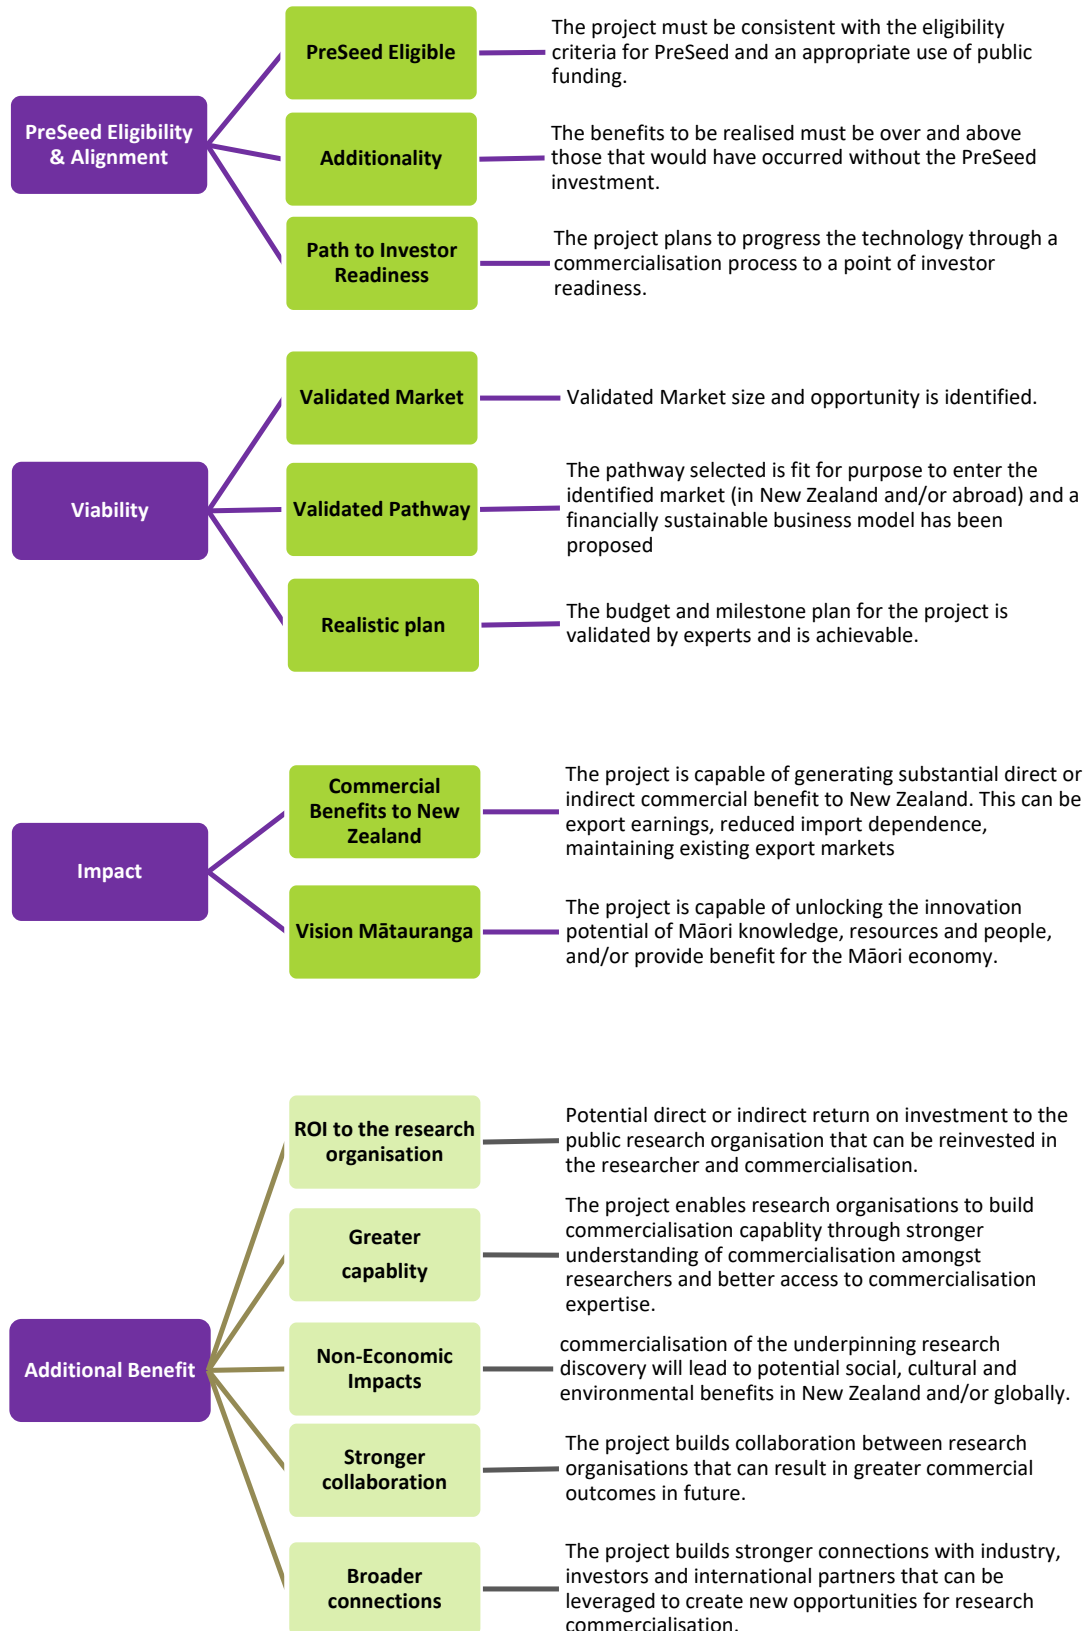 PreSeed Eligibility
& Alignment
PreSeed Eligible
The project must be consistent with the eligibility
criteria for PreSeed and an appropriate use of public
funding.
Additionality
The benefits to be realised must be over and above
those that would have occurred without the PreSeed
investment.
Path to Investor
Readiness
The project plans to progress the technology through a
commercialisation process to a point of investor
readiness.
Viability
Validated Market
Validated Market size and opportunity is identified.
Validated Pathway
The pathway selected is fit for purpose to enter the
identified market (in New Zealand and/or abroad) and a
financially sustainable business model has been
proposed
Realistic plan
The budget and milestone plan for the project is
validated by experts and is achievable.
Impact
Commercial
Benefits to New
Zealand
The project is capable of generating substantial direct or
indirect commercial benefit to New Zealand. This can be
export earnings, reduced import dependence,
maintaining existing export markets
Vision Mātauranga
The project is capable of unlocking the innovation
potential of Māori knowledge, resources and people,
and/or provide benefit for the Māori economy.
Additional Benefit
ROI to the research
organisation
Potential direct or indirect return on investment to the
public research organisation that can be reinvested in
the researcher and commercialisation.
Greater
capablity
The project enables research organisations to build
commercialisation capablity through stronger
understanding of commercialisation amongst
researchers and better access to commercialisation
expertise.
Non-Economic
Impacts
commercialisation of the underpinning research
discovery will lead to potential social, cultural and
environmental benefits in New Zealand and/or globally.
Stronger
collaboration
The project builds collaboration between research
organisations that can result in greater commercial
outcomes in future.
Broader
connections
The project builds stronger connections with industry,
investors and international partners that can be
leveraged to create new opportunities for research
commercialisation.